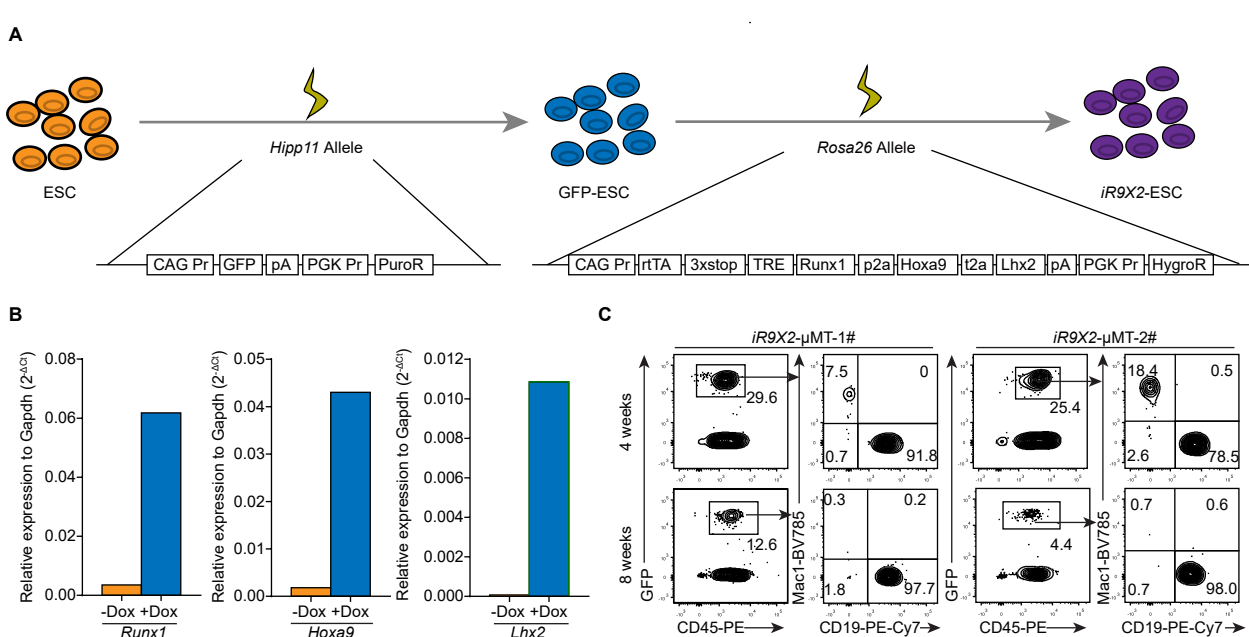 A
Hipp11 Allele
Rosa26 Allele
ESC
GFP-ESC
iR9X2-ESC
CAG Pr GFP pA PGK Pr PuroR
CAG Pr rtTA 3xstop TRE Runx1 p2a Hoxa9 t2a Lhx2 pA PGK Pr HygroR
B
Relative expression to Gapdh (2-ΔCt)
0.08
0.06
0.04
0.02
0.00
-Dox +Dox
Runx1
Relative expression to Gapdh (2-ΔCt)
0.05
0.04
0.03
0.02
0.01
0.00
-Dox +Dox
Hoxa9
Relative expression to Gapdh (2-ΔCt)
0.012
0.010
0.008
0.006
0.004
0.002
0.000
-Dox +Dox
Lhx2
C
iR9X2-μMT-1#
iR9X2-μMT-2#
4 weeks
29.6
7.5 0
0.7 91.8
25.4
18.4 0.5
2.6 78.5
8 weeks
12.6
0.3 0.2
1.8 97.7
4.4
0.7 0.6
0.7 98.0
GFP
Mac1-BV785
GFP
Mac1-BV785
CD45-PE
CD19-PE-Cy7
CD45-PE
CD19-PE-Cy7